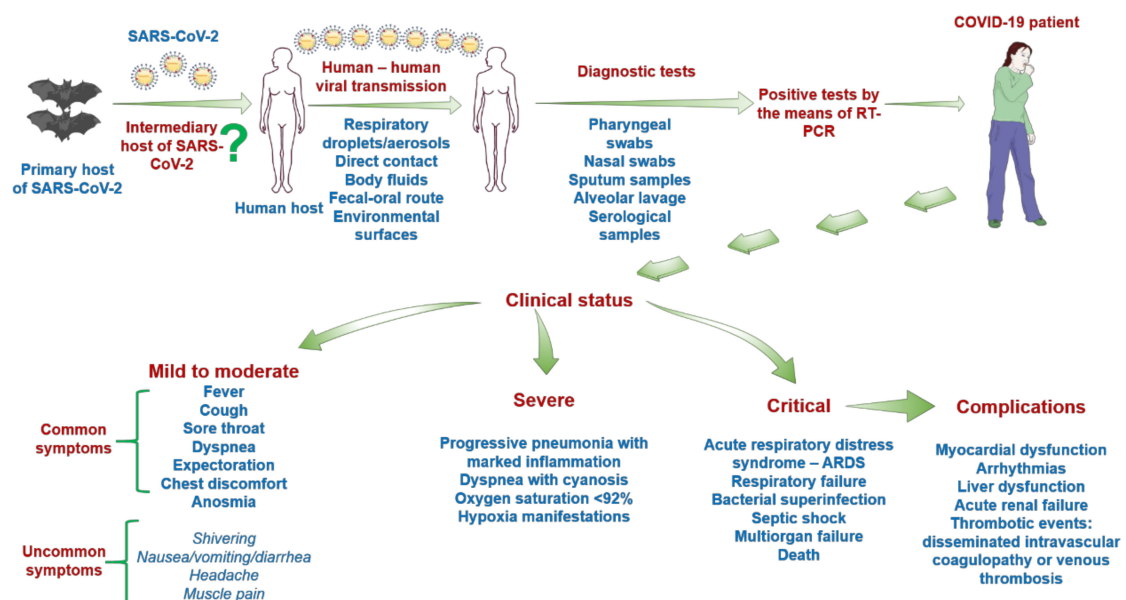 COVID-19 patient
SARS-CoV-2
Human – human
viral transmission
Diagnostic tests
Positive tests by
the means of RT-
PCR
Intermediary
host of SARS-
CoV-2
?
Primary host
of SARS-CoV-2
Human host
Respiratory
droplets/aerosols
Direct contact
Body fluids
Fecal-oral route
Environmental
surfaces
Pharyngeal
swabs
Nasal swabs
Sputum samples
Alveolar lavage
Serological
samples
Clinical status
Mild to moderate
Common
symptoms
Fever
Cough
Sore throat
Dyspnea
Expectoration
Chest discomfort
Anosmia
Uncommon
symptoms
Shivering
Nausea/vomiting/diarrhea
Headache
Muscle pain
Severe
Progressive pneumonia with
marked inflammation
Dyspnea with cyanosis
Oxygen saturation <92%
Hypoxia manifestations
Critical
Acute respiratory distress
syndrome – ARDS
Respiratory failure
Bacterial superinfection
Septic shock
Multiorgan failure
Death
Complications
Myocardial dysfunction
Arrhythmias
Liver dysfunction
Acute renal failure
Thrombotic events:
disseminated intravascular
coagulopathy or venous
thrombosis